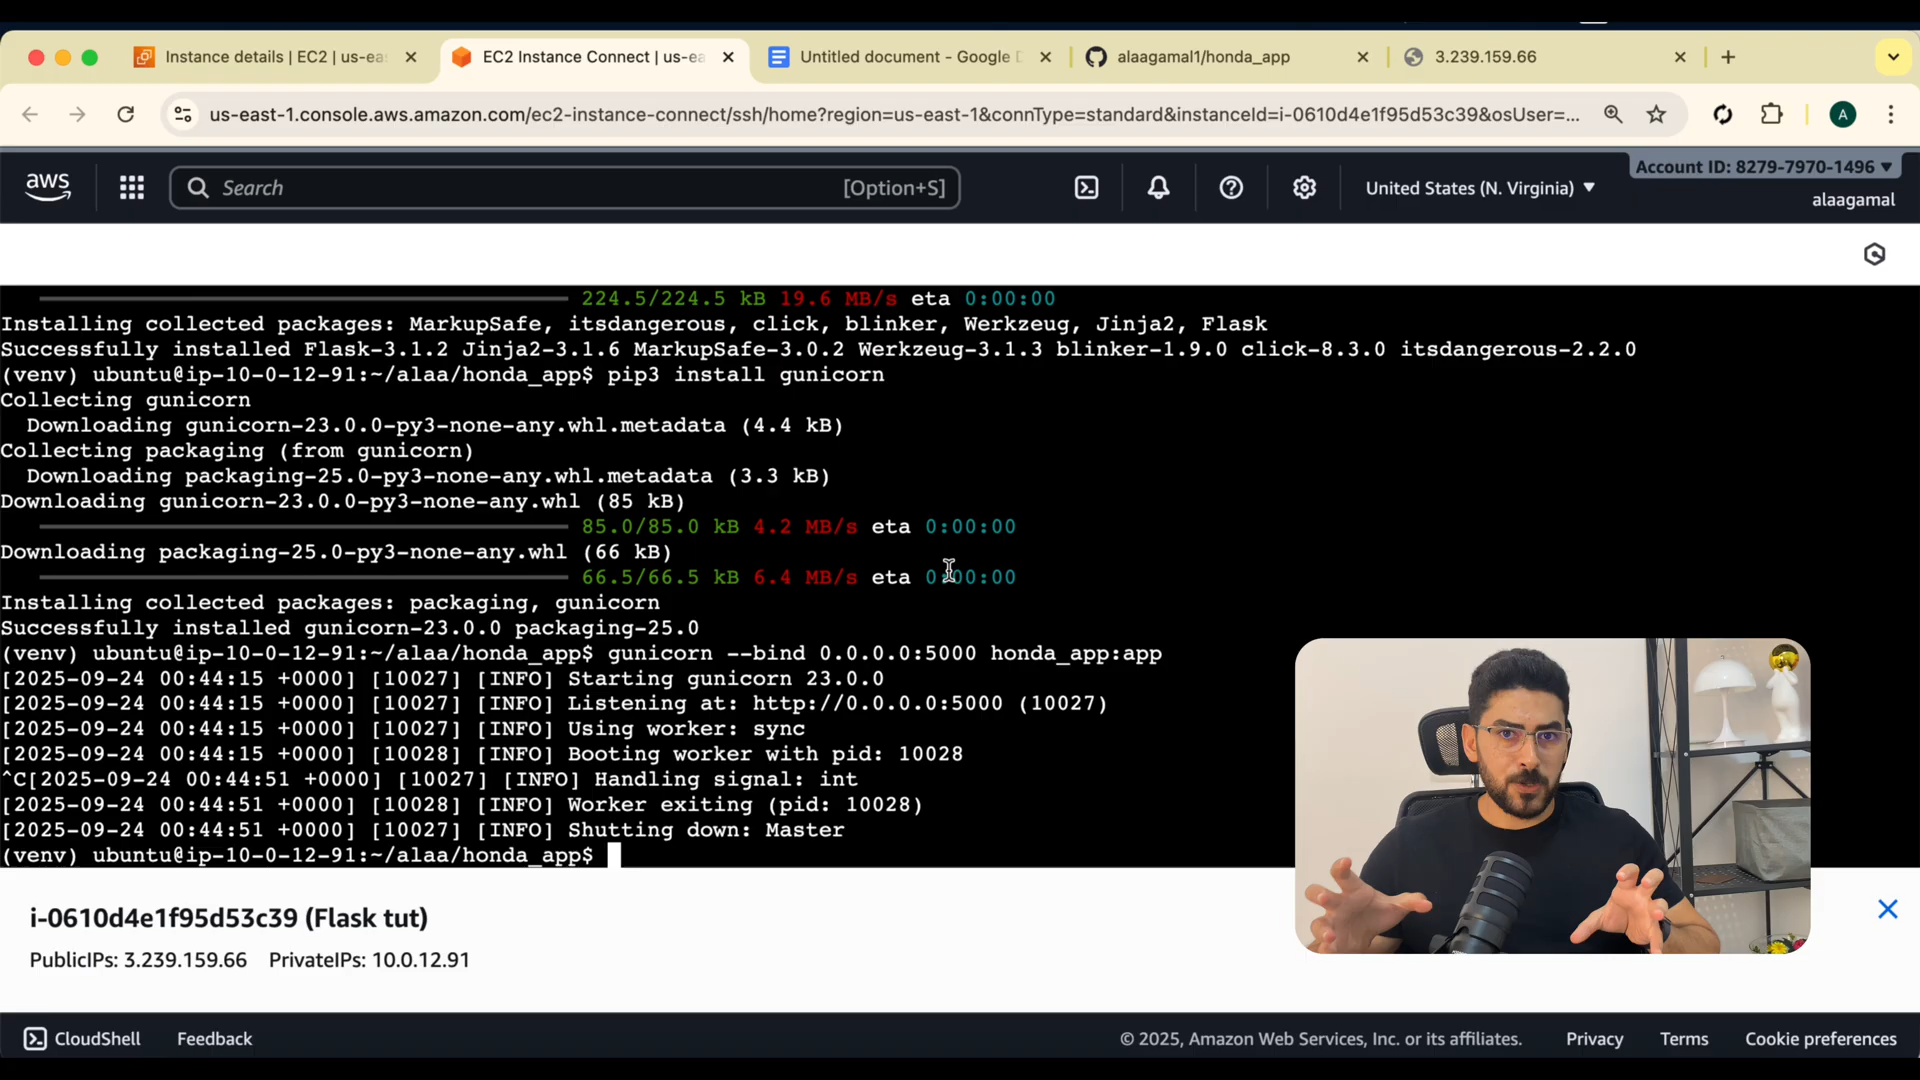 Instance details | EC2 | us-eas
EC2 Instance Connect | us-ea
Untitled document - Google D
alaagamal1/honda_app
3.239.159.66
us-east-1.console.aws.amazon.com/ec2-instance-connect/ssh/home?region=us-east-1&connType=standard&instanceId=i-0610d4e1f95d53c39&osUser=...
A
aws
Search
[Option+S]
United States (N. Virginia)
Account ID: 8279-7970-1496
alaagamal
224.5/224.5 kB 19.6 MB/s eta 0:00:00
Installing collected packages: MarkupSafe, itsdangerous, click, blinker, Werkzeug, Jinja2, Flask
Successfully installed Flask-3.1.2 Jinja2-3.1.6 MarkupSafe-3.0.2 Werkzeug-3.1.3 blinker-1.9.0 click-8.3.0 itsdangerous-2.2.0
(venv) ubuntu@ip-10-0-12-91:~/alaa/honda_app$ pip3 install gunicorn
Collecting gunicorn
Downloading gunicorn-23.0.0-py3-none-any.whl.metadata (4.4 kB)
Collecting packaging (from gunicorn)
Downloading packaging-25.0-py3-none-any.whl.metadata (3.3 kB)
Downloading gunicorn-23.0.0-py3-none-any.whl (85 kB)
85.0/85.0 kB 4.2 MB/s eta 0:00:00
Downloading packaging-25.0-py3-none-any.whl (66 kB)
66.5/66.5 kB 6.4 MB/s eta 0:00:00
Installing collected packages: packaging, gunicorn
Successfully installed gunicorn-23.0.0 packaging-25.0
(venv) ubuntu@ip-10-0-12-91:~/alaa/honda_app$ gunicorn --bind 0.0.0.0:5000 honda_app:app
[2025-09-24 00:44:15 +0000] [10027] [INFO] Starting gunicorn 23.0.0
[2025-09-24 00:44:15 +0000] [10027] [INFO] Listening at: http://0.0.0.0:5000 (10027)
[2025-09-24 00:44:15 +0000] [10027] [INFO] Using worker: sync
[2025-09-24 00:44:15 +0000] [10028] [INFO] Booting worker with pid: 10028
^C[2025-09-24 00:44:51 +0000] [10027] [INFO] Handling signal: int
[2025-09-24 00:44:51 +0000] [10028] [INFO] Worker exiting (pid: 10028)
[2025-09-24 00:44:51 +0000] [10027] [INFO] Shutting down: Master
(venv) ubuntu@ip-10-0-12-91:~/alaa/honda_app$
i-0610d4e1f95d53c39 (Flask tut)
PublicIPs: 3.239.159.66 PrivateIPs: 10.0.12.91
CloudShell
Feedback
© 2025, Amazon Web Services, Inc. or its affiliates.
Privacy
Terms
Cookie preferences